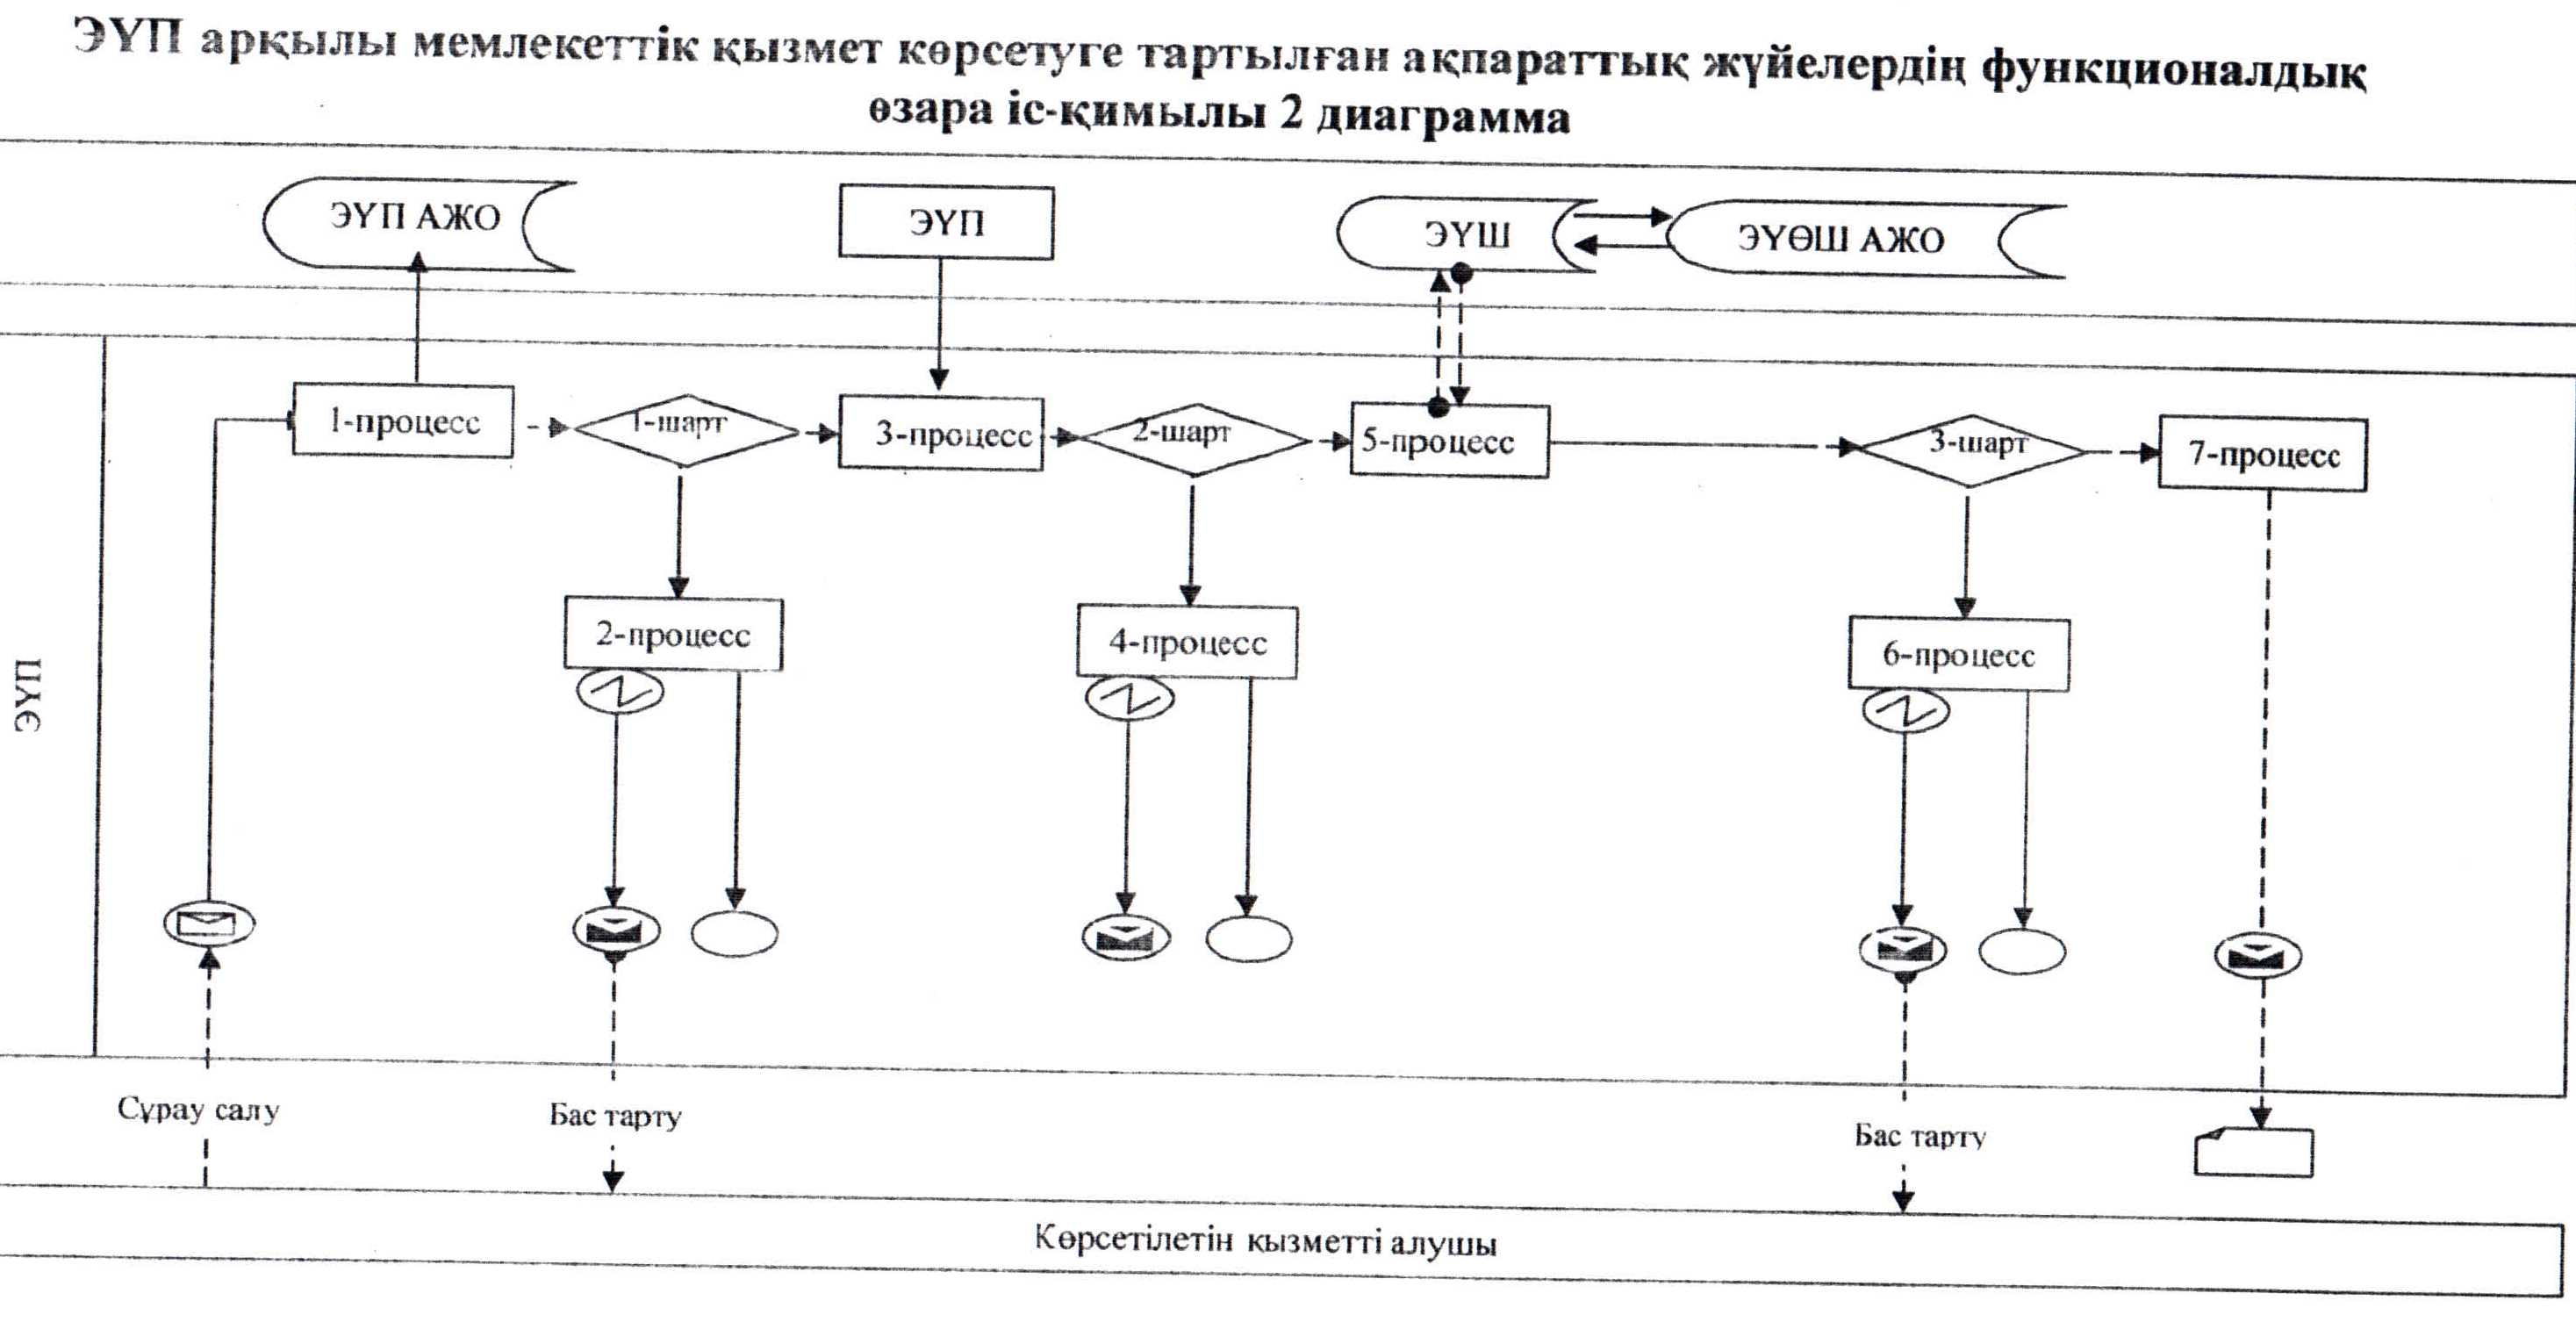 ЭҮП арқылы мемлекеттік қызмет көрсетуге тартылған ақпараттық жүйелердің функционалдық
өзара іс-қимылы 2 диаграмма
ЭҮП АЖО
ЭҮП
ЭҮШ
ЭҮӨШ АЖО
1-процесс
1-шарт
3-процесс
2-шарт
5-процесс
3-шарт
7-процесс
2-процесс
4-процесс
6-процесс
ЭҮП
Сұрау салу
Бас тарту
Бас тарту
Көрсетілетін қызметті алушы